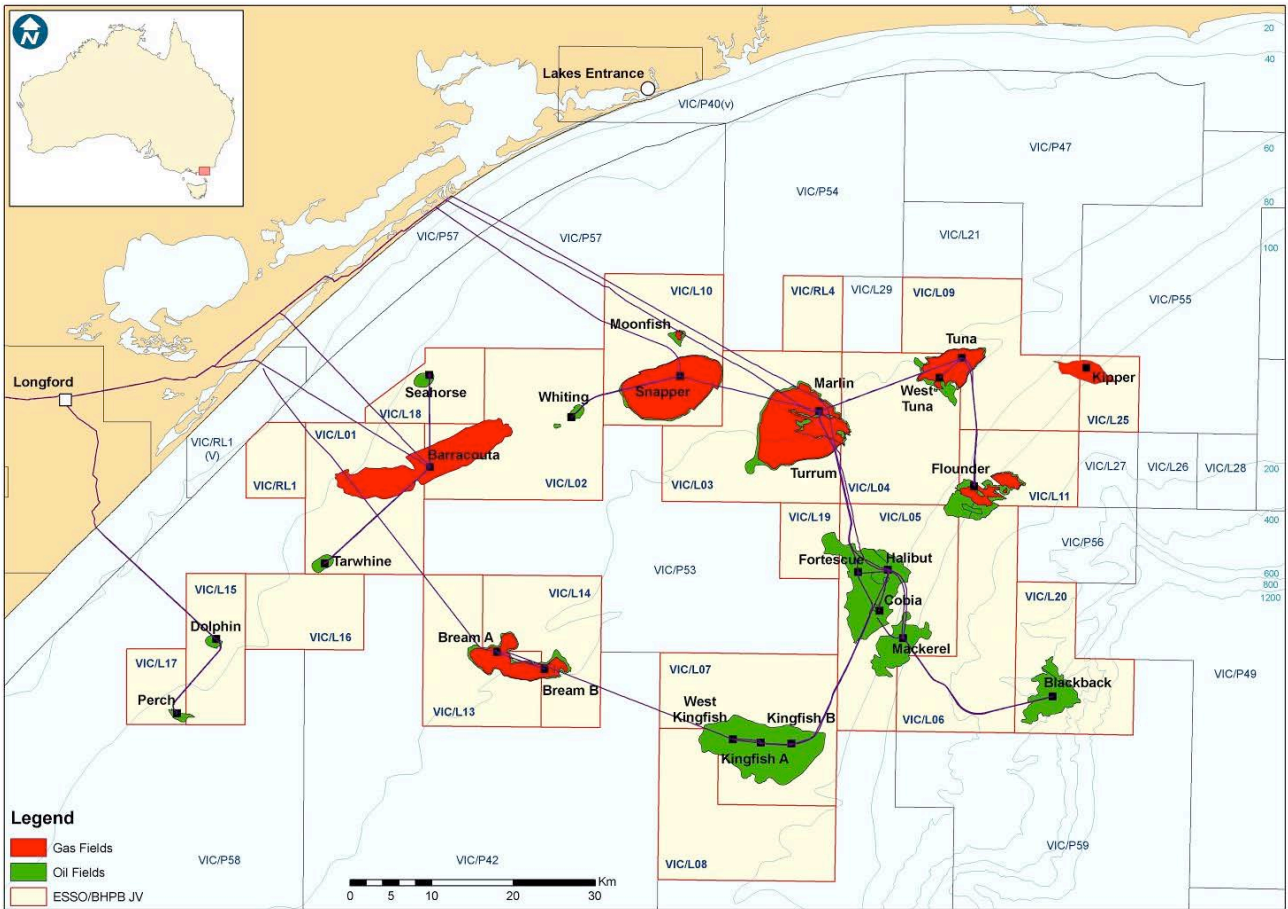 N
20
40
60
80
100
200
400
600
800
1200
Lakes Entrance
VIC/P40(v)
VIC/P47
VIC/P54
VIC/P57
VIC/P57
VIC/L21
VIC/L10
VIC/RL4
VIC/L29
VIC/L09
VIC/P55
Moonfish
Tuna
Longford
Seahorse
Whiting
Snapper
Marlin
West
Tuna
Kipper
VIC/L18
VIC/L25
VIC/RL1
(V)
VIC/L01
Barracouta
Turrum
Flounder
VIC/L27
VIC/L26
VIC/L28
VIC/RL1
VIC/L02
VIC/L03
VIC/L04
VIC/L11
VIC/L19
VIC/L05
VIC/P56
Tarwhine
VIC/P53
Fortescue
Halibut
VIC/L15
VIC/L14
Cobia
VIC/L20
Dolphin
VIC/L16
Bream A
Mackerel
VIC/L17
VIC/L07
VIC/P49
Perch
Bream B
Blackback
VIC/L13
West
Kingfish
Kingfish B
VIC/L06
Kingfish A
Legend
Gas Fields
Oil Fields
ESSO/BHPB JV
VIC/P58
VIC/P42
VIC/L08
VIC/P59
Km
0
10
20
30